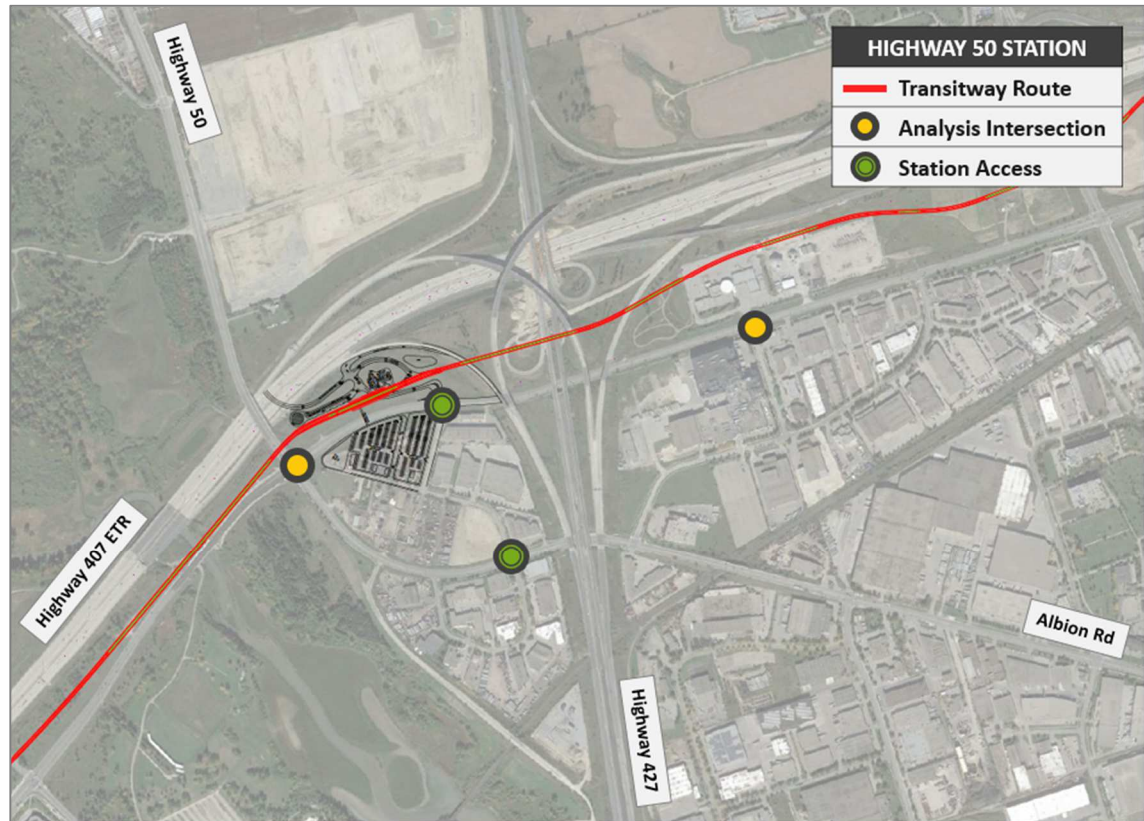 HIGHWAY 50 STATION
Transitway Route
Analysis Intersection
Station Access
Highway 50
Highway 407 ETR
Highway 427
Albion Rd